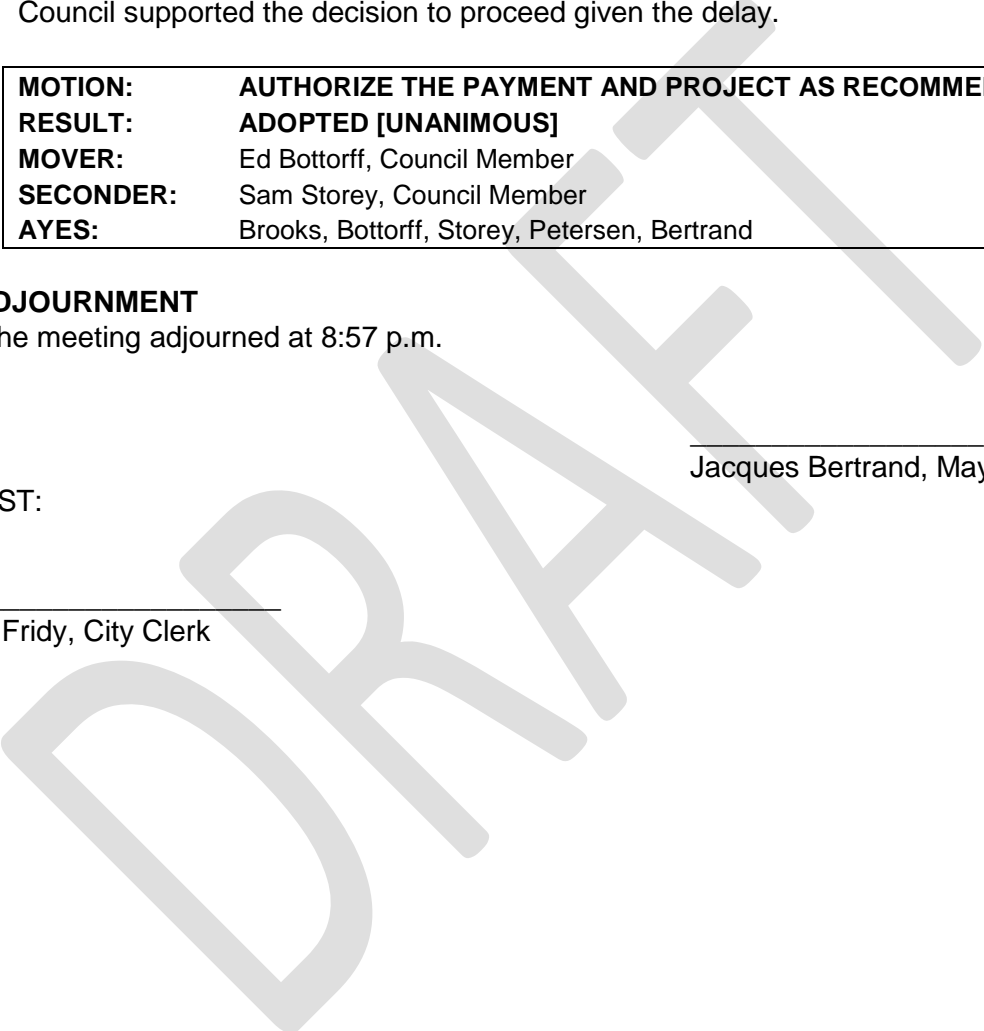 Council supported the decision to proceed given the delay.
MOTION: AUTHORIZE THE PAYMENT AND PROJECT AS
RESULT: ADOPTED [UNANIMOUS]
MOVER: Ed Bottorff, Council Member
SECONDER: Sam Storey, Council Member
AYES: Brooks, Bottorff, Storey, Petersen, Bertrand
DJOURNMENT
he meeting adjourned at 8:57 p.m.
Jacques Bertrand, May
ST:
Fridy, City Clerk
DRAFT